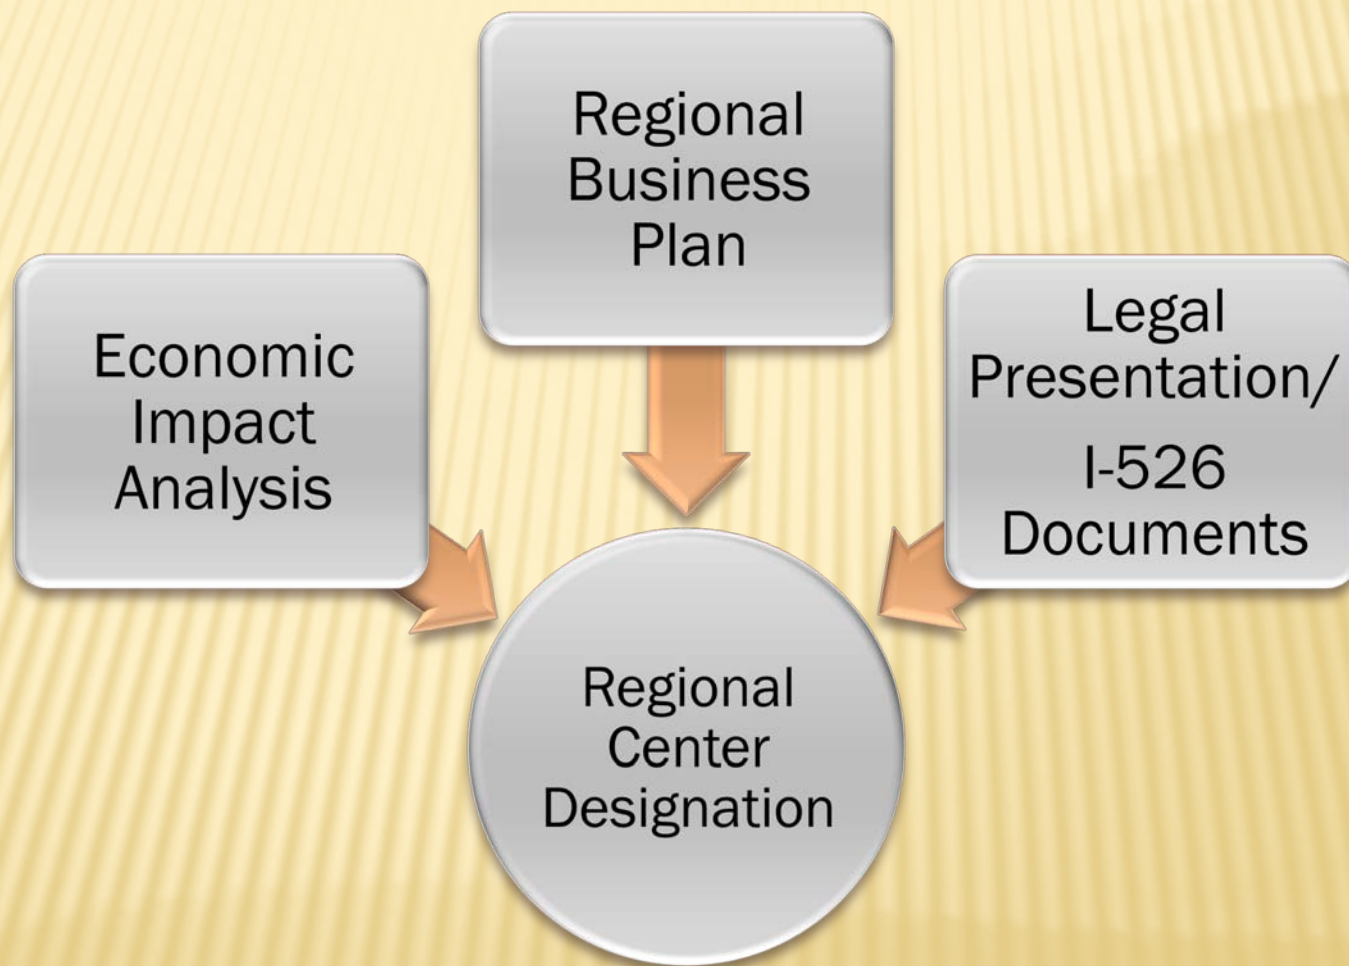 Regional
Business
Plan
Economic
Impact
Analysis
Legal
Presentation/
I-526
Documents
Regional
Center
Designation